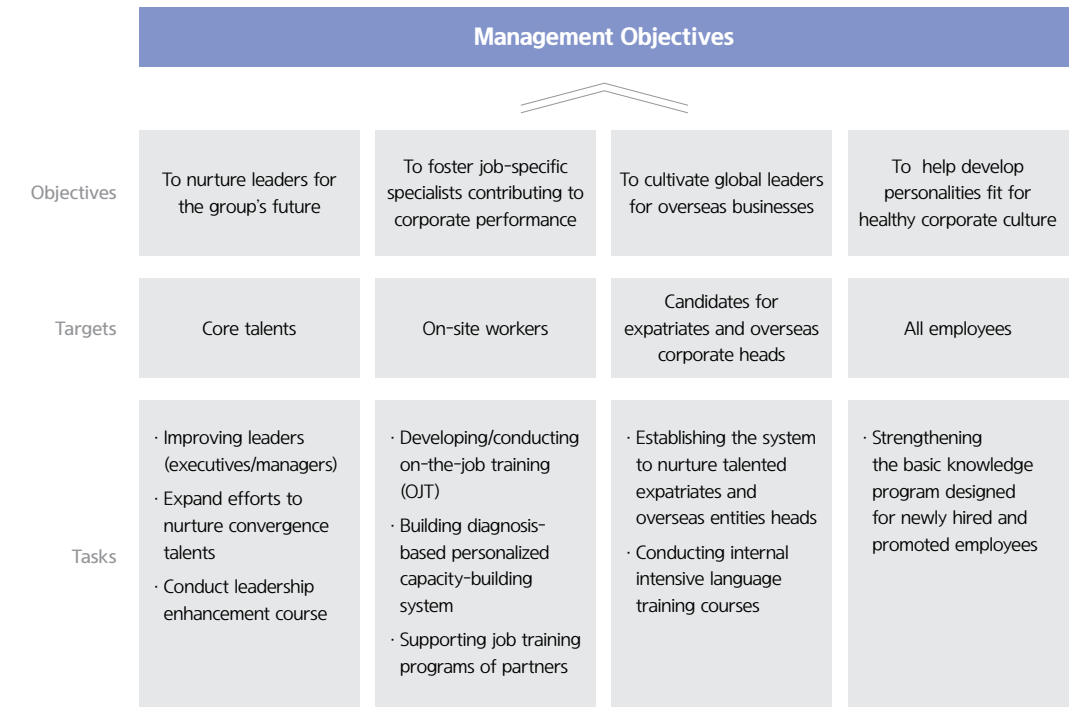 Management Objectives
Objectives
To nurture leaders for
the group's future
To foster job-specific
specialists contributing to
corporate performance
To cultivate global leaders
for overseas businesses
To help develop
personalities fit for
healthy corporate culture
Targets
Core talents
On-site workers
Candidates for
expatriates and overseas
corporate heads
All employees
Tasks
· Improving leaders
(executives/managers)
· Expand efforts to
nurture convergence
talents
· Conduct leadership
enhancement course
· Developing/conducting
on-the-job training
(OJT)
· Building diagnosis-
based personalized
capacity-building
system
· Supporting job training
programs of partners
· Establishing the system
to nurture talented
expatriates and
overseas entities heads
· Conducting internal
intensive language
training courses
· Strengthening
the basic knowledge
program designed
for newly hired and
promoted employees